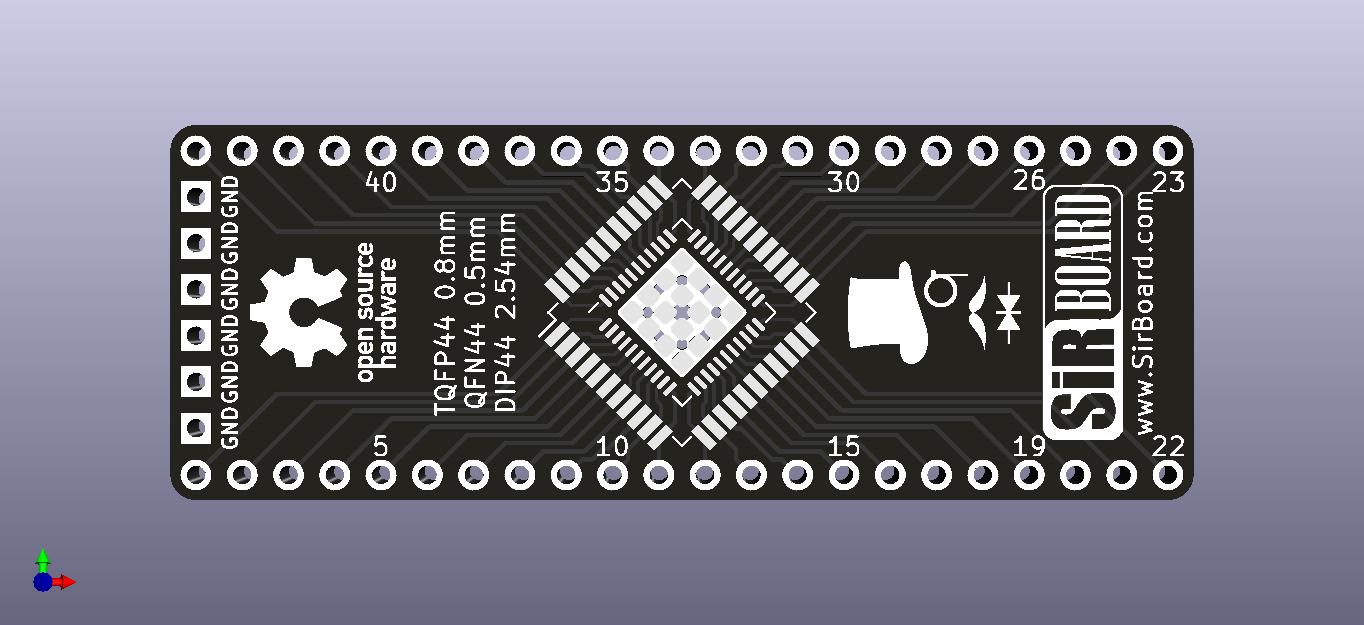 40 35 30 26 23
GND GND GND GND GND GND
open source
hardware
TQFP44 0.8mm
QFN44 0.5mm
DIP44 2.54mm
SiRBOARD
www.SirBoard.com
5 10 15 19 22